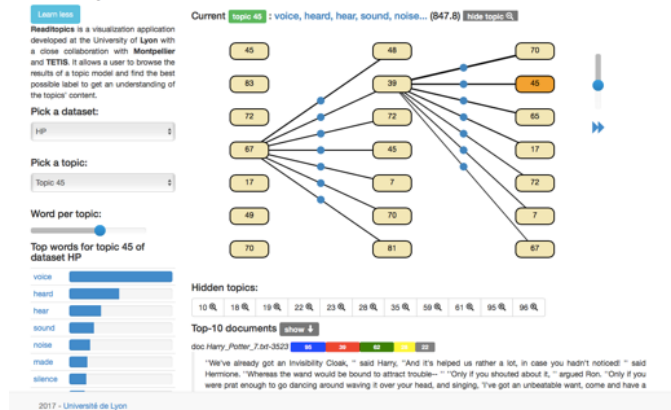 Learn less
Readitopics is a visualization application
developed at the University of Lyon with
a close collaboration with Montpellier
and TETIS. It allows a user to browse the
results of a topic model and find the best
possible label to get an understanding of
the topics' content.
Pick a dataset:
HP
Pick a topic:
Topic 45
Word per topic:
Top words for topic 45 of
dataset HP
voice
heard
hear
sound
noise
made
silence
Current topic 45 : voice, heard, hear, sound, noise... (847.8) hide topic
45 48 70
83 39 45
72 72 65
67 45 17
17 7 72
49 70 7
70 81 67
Hidden topics:
10 18 19 22 23 28 35 59 61 95 96
Top-10 documents show
doc Harry_Potter_7.txt-3523 95 39 62 22
"We've already got an Invisibility Cloak, " said Harry, "And it's helped us rather a lot, in case you hadn't noticed! " said
Hermione. "Whereas the wand would be bound to attract trouble-- " "Only if you shouted about it, " argued Ron. "Only if you
were prat enough to go dancing around waving it over your head, and singing, 'I've got an unbeatable want, come and have a
2017 - Université de Lyon